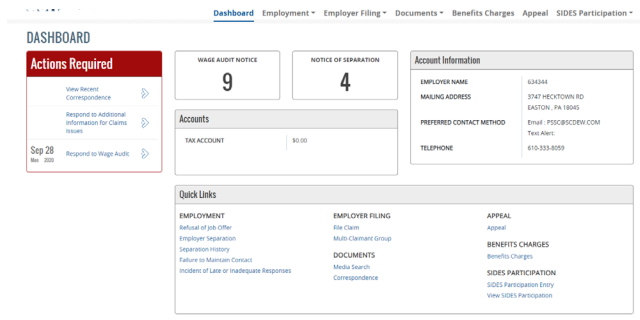 Dashboard Employment Employer Filing Documents Benefits Charges Appeal SIDES Participation
DASHBOARD
Actions Required
View Recent
Correspondence
Respond to Additional
Information for Claims
Issues
Sep 28
Mon 2020
Respond to Wage Audit
WAGE AUDIT NOTICE
9
NOTICE OF SEPARATION
4
Accounts
TAX ACCOUNT $0.00
Account Information
EMPLOYER NAME 634344
MAILING ADDRESS 3747 HECKTOWN RD
EASTON , PA 18045
PREFERRED CONTACT METHOD Email : PSSC@SCDEW.COM
Text Alert:
TELEPHONE 610-333-8059
Quick Links
EMPLOYMENT
Refusal of Job Offer
Employer Separation
Separation History
Failure to Maintain Contact
Incident of Late or Inadequate Responses
EMPLOYER FILING
File Claim
Multi-Claimant Group
DOCUMENTS
Media Search
Correspondence
APPEAL
Appeal
BENEFITS CHARGES
Benefits Charges
SIDES PARTICIPATION
SIDES Participation Entry
View SIDES Participation